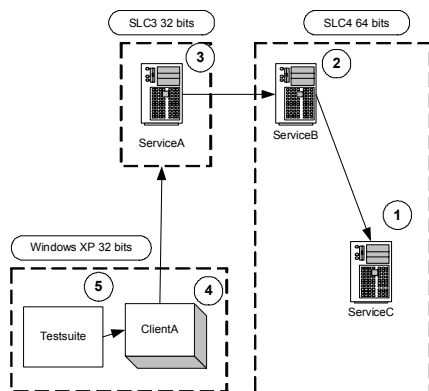 SLC3 32 bits
SLC4 64 bits
3
2
ServiceA
ServiceB
1
Windows XP 32 bits
ServiceC
5
4
Testsuite
ClientA